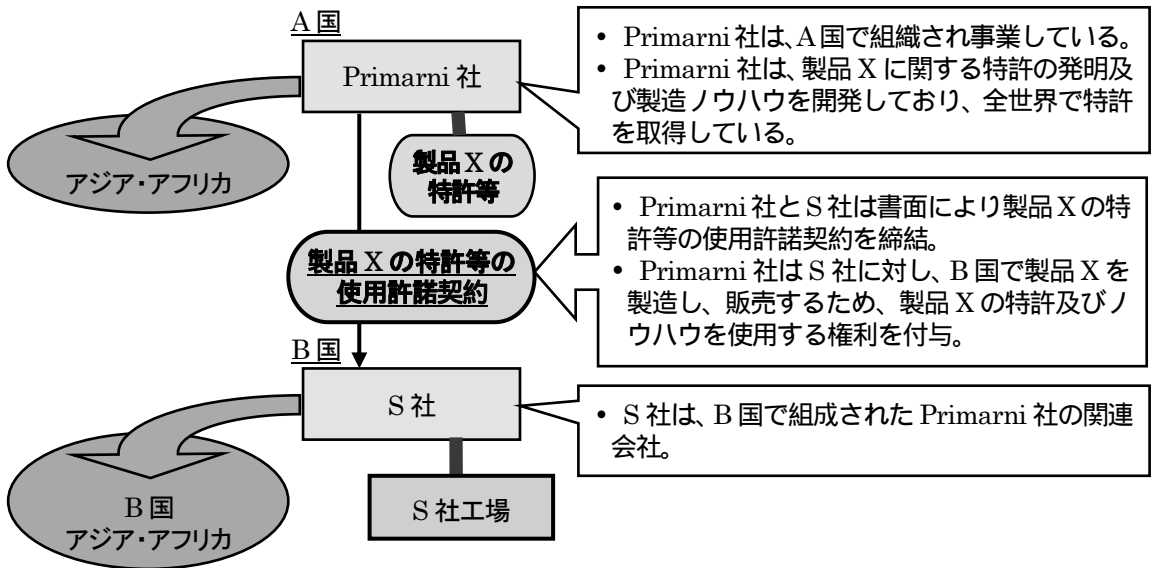 A 国
Primarni 社
• Primarni 社は、A 国で組織され事業している。
• Primarni 社は、製品 X に関する特許の発明及
び製造ノウハウを開発しており、全世界で特許
を取得している。
アジア・アフリカ
製品 X の
特許等
製品 X の特許等の
使用許諾契約
• Primarni 社と S 社は書面により製品 X の特
許等の使用許諾契約を締結。
• Primarni 社は S 社に対し、B 国で製品 X を
製造し、販売するため、製品 X の特許及びノ
ウハウを使用する権利を付与。
B 国
S 社
• S 社は、B 国で組成された Primarni 社の関連
会社。
S 社工場
B 国
アジア・アフリカ